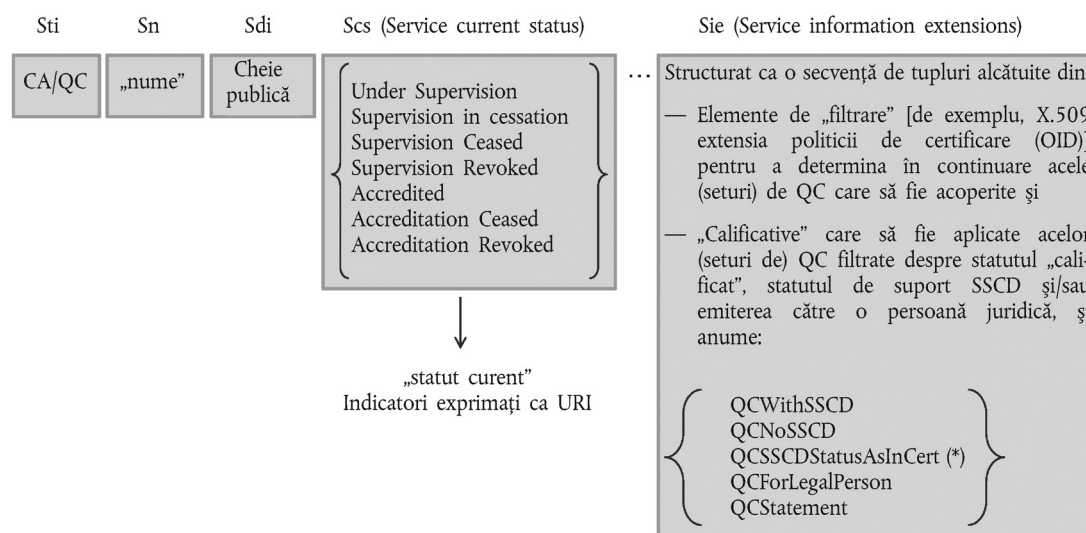 Sti Sn Sdi Scs (Service current status) Sie (Service information extensions)
CA/QC
„nume”
Cheie
publică
Under Supervision
Supervision in cessation
Supervision Ceased
Supervision Revoked
Accredited
Accreditation Ceased
Accreditation Revoked
„statut curent”
Indicatori exprimați ca URI
...
Structurat ca o secvență de tupluri alcătuite din
— Elemente de „filtrare” [de exemplu, X.509
extensia politicii de certificare (OID)]
pentru a determina în continuare acele
(seturi) de QC care să fie acoperite și
— „Calificative” care să fie aplicate acelor
(seturi de) QC filtrate despre statutul „cali-
ficat”, statutul de suport SSCD și/sau
emiterea către o persoană juridică, ș
anume:
QCWithSSCD
QCNoSSCD
QCSSCDStatusAsInCert (*)
QCForLegalPerson
QCStatement